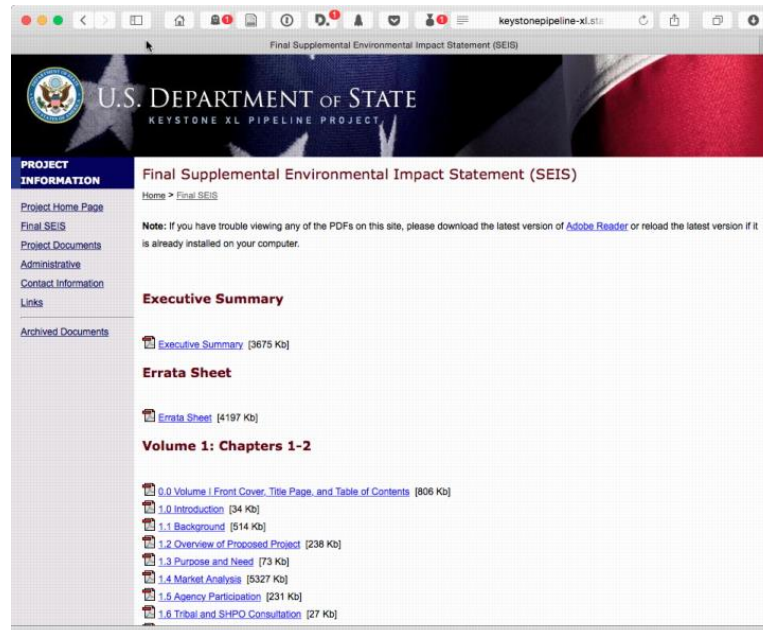 keystonepipeline-xl.sta
Final Supplemental Environmental Impact Statement (SEIS)
U.S. DEPARTMENT OF STATE
KEYSTONE XL PIPELINE PROJECT
PROJECT INFORMATION
Project Home Page
Final SEIS
Project Documents
Administrative
Contact Information
Links
Archived Documents
Final Supplemental Environmental Impact Statement (SEIS)
Home > Final SEIS
Note: If you have trouble viewing any of the PDFs on this site, please download the latest version of Adobe Reader or reload the latest version if it
is already installed on your computer.
Executive Summary
Executive Summary [3675 Kb]
Errata Sheet
Errata Sheet [4197 Kb]
Volume 1: Chapters 1-2
0.0 Volume I Front Cover, Title Page, and Table of Contents [806 Kb]
1.0 Introduction [34 Kb]
1.1 Background [514 Kb]
1.2 Overview of Proposed Project [238 Kb]
1.3 Purpose and Need [73 Kb]
1.4 Market Analysis [5327 Kb]
1.5 Agency Participation [231 Kb]
1.6 Tribal and SHPO Consultation [27 Kb]